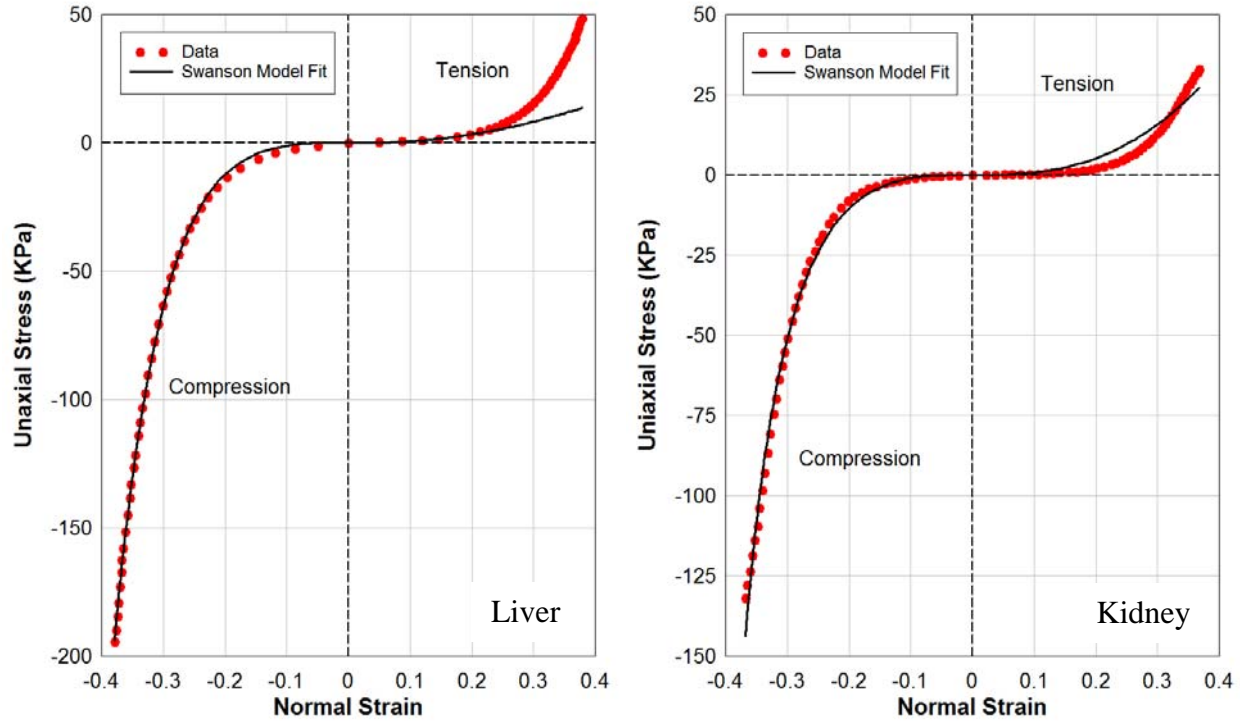 50
0
-50
-100
-150
-200
Unaxial Stress (KPa)
Data
Swanson Model Fit
Tension
Compression
Liver
-0.4 -0.3 -0.2 -0.1 0 0.1 0.2 0.3 0.4
Normal Strain
50
25
0
-25
-50
-75
-100
-125
-150
Uniaxial Stress (KPa)
Data
Swanson Model Fit
Tension
Compression
Kidney
-0.4 -0.3 -0.2 -0.1 0 0.1 0.2 0.3 0.4
Normal Strain